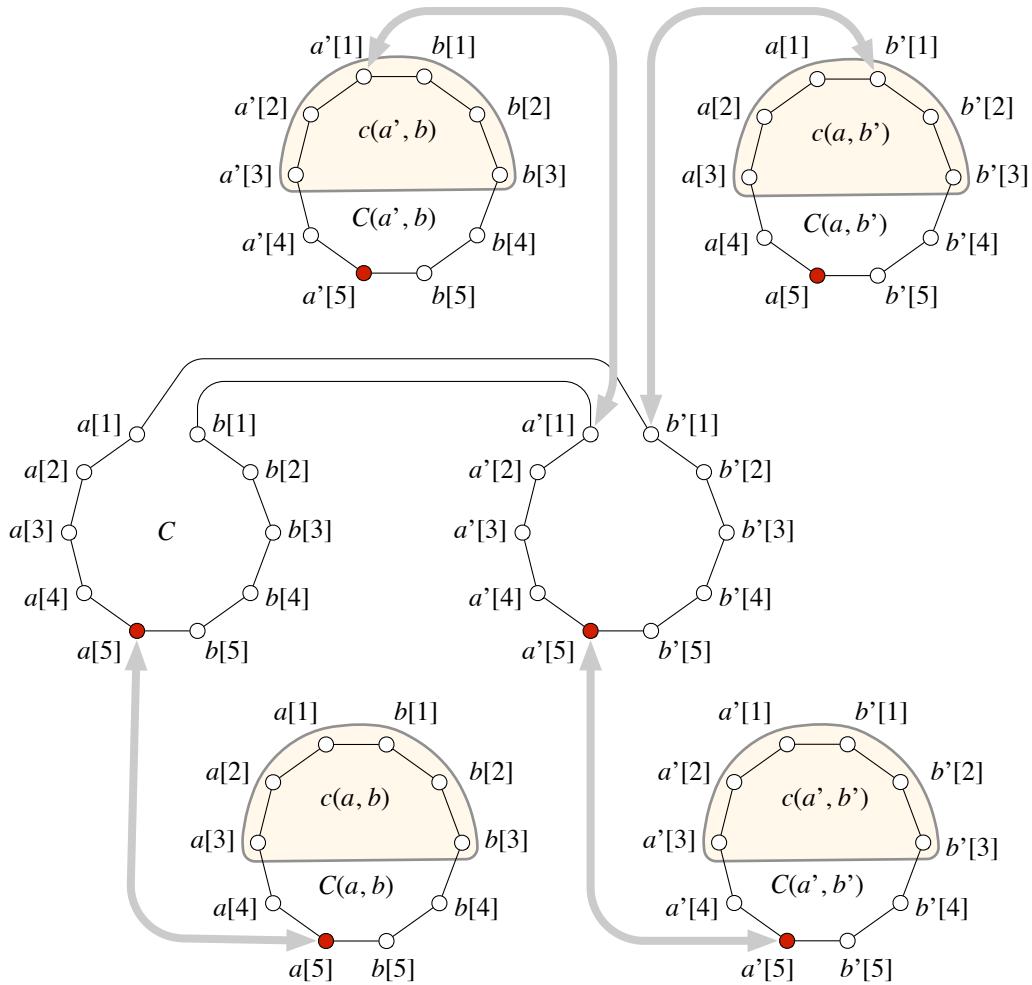 a’[1] b[1]
a’[2] b[2]
c(a’, b)
a’[3] b[3]
C(a’, b)
a’[4] b[4]
a’[5] b[5]
a[1] b’[1]
a[2] b’[2]
c(a, b’)
a[3] b’[3]
C(a, b’)
a[4] b’[4]
a[5] b’[5]
a[1] b[1]
a[2] b[2]
a[3] C b[3]
a[4] b[4]
a[5] b[5]
a’[1] b’[1]
a’[2] b’[2]
a’[3] b’[3]
a’[4] b’[4]
a’[5] b’[5]
a[1] b[1]
a[2] b[2]
c(a, b)
a[3] b[3]
C(a, b)
a[4] b[4]
a[5] b[5]
a’[1] b’[1]
a’[2] b’[2]
c(a’, b’)
a’[3] b’[3]
C(a’, b’)
a’[4] b’[4]
a’[5] b’[5]